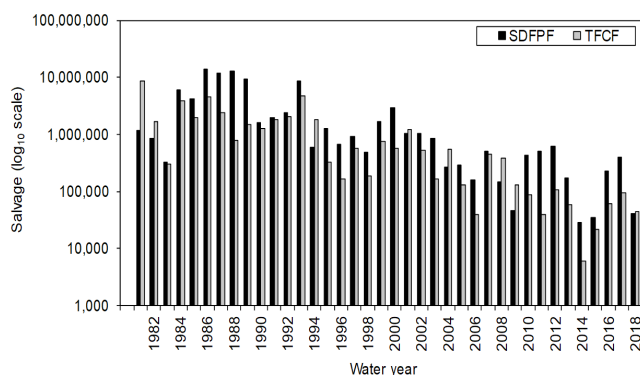 100,000,000
10,000,000
1,000,000
100,000
10,000
1,000
Salvage (log₁₀ scale)
SDFPF TFCF
1982 1984 1986 1988 1990 1992 1994 1996 1998 2000 2002 2004 2006 2008 2010 2012 2014 2016 2018
Water year